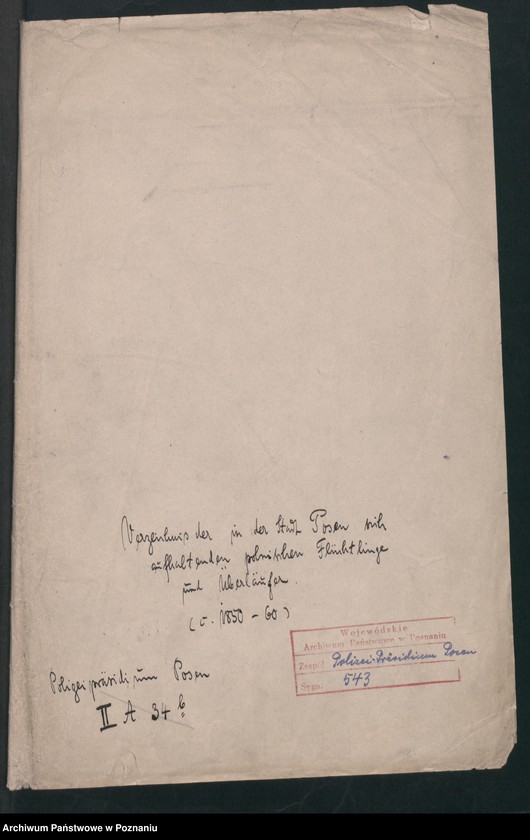 Verzeichnis der in der Stadt Posen sich
aufhaltenden polnischen Flüchtlinge
und Überläufer.
(c. 1850 - 60)
Polizeipräsidium Posen
II A 34 b
Wojewódzkie
Archiwum Państwowe w Poznaniu
Zespół Polizei-Präsidium Posen
Sygn. 543
Archiwum Państwowe w Poznaniu